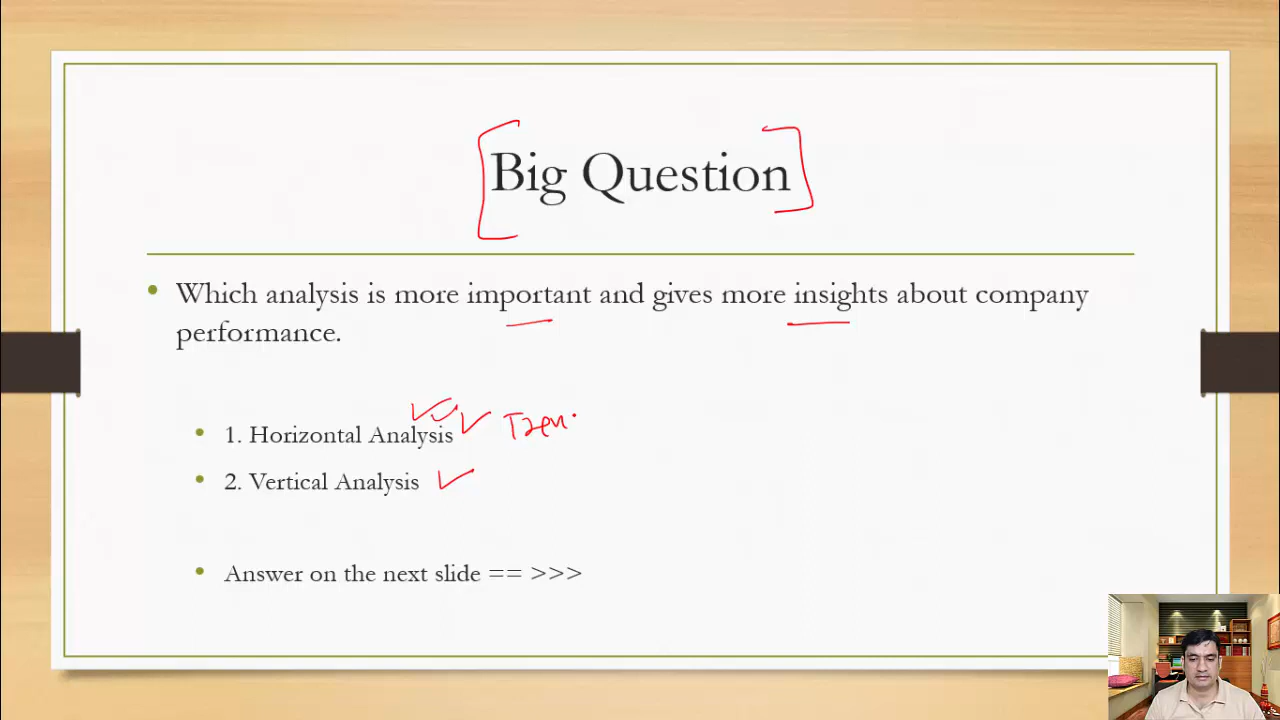 Big Question
Which analysis is more important and gives more insights about company
performance.
1. Horizontal Analysis
2. Vertical Analysis
Answer on the next slide == >>>